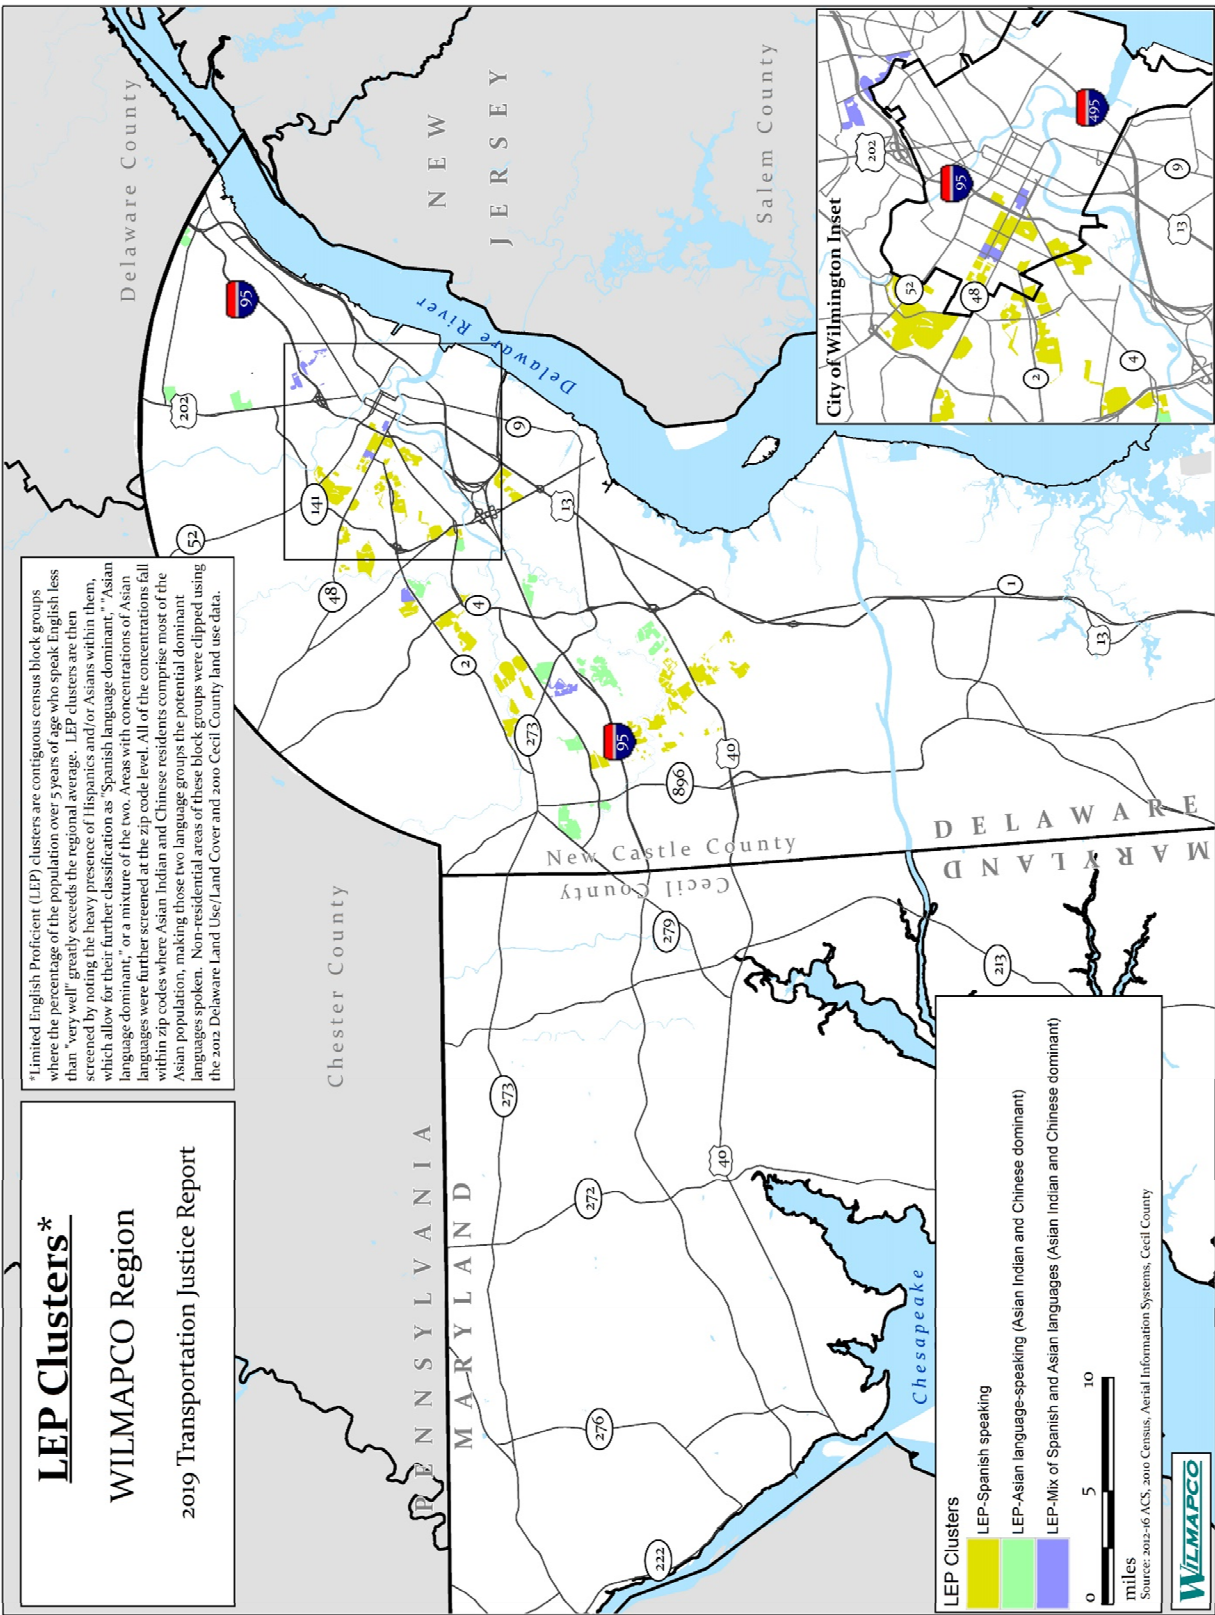 LEP Clusters*
WILMAPCO Region
2019 Transportation Justice Report
*Limited English Proficient (LEP) clusters are contiguous census block groups
where the percentage of the population over 5 years of age who speak English less
than "very well" greatly exceeds the regional average. LEP clusters are then
screened by noting the heavy presence of Hispanics and/or Asians within them,
which allow for their further classification as "Spanish language dominant," "Asian
language dominant," or a mixture of the two. Areas with concentrations of Asian
languages were further screened at the zip code level. All of the concentrations fall
within zip codes where Asian Indian and Chinese residents comprise most of the
Asian population, making those two language groups the potential dominant
languages spoken. Non-residential areas of these block groups were clipped using
the 2012 Delaware Land Use/Land Cover and 2010 Cecil County land use data.
Delaware County
NEW
JERSEY
Salem County
Delaware River
Chester County
PENNSYLVANIA
MARYLAND
New Castle County
Cecil County
DELAWARE
MARYLAND
Chesapeake
95
202
52
141
48
9
13
4
2
273
95
896
40
1
13
279
213
273
272
40
276
222
City of Wilmington Inset
202
95
495
52
48
2
4
9
13
LEP Clusters
LEP-Spanish speaking
LEP-Asian language-speaking (Asian Indian and Chinese dominant)
LEP-Mix of Spanish and Asian languages (Asian Indian and Chinese dominant)
0 5 10
miles
Source: 2012-16 ACS, 2010 Census, Aerial Information Systems, Cecil County
WILMAPCO